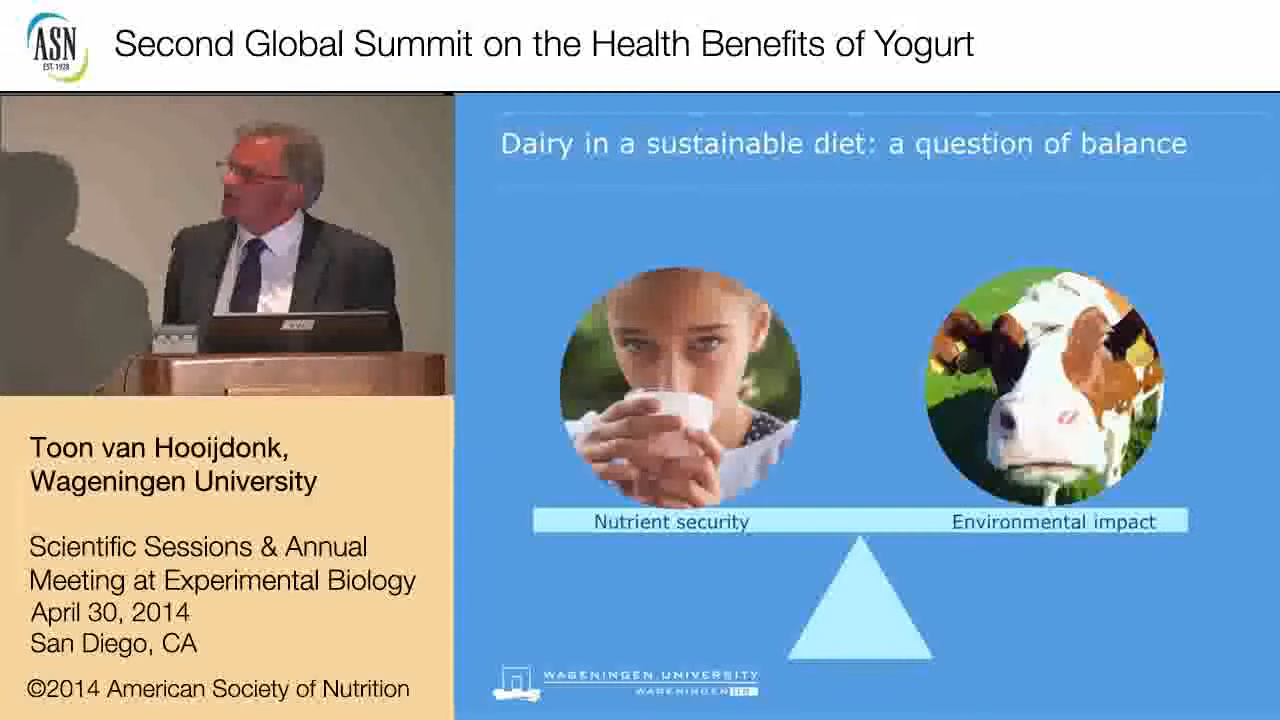 ASN
EST. 1928
Second Global Summit on the Health Benefits of Yogurt
Dairy in a sustainable diet: a question of balance
Nutrient security
Environmental impact
Toon van Hooijdonk,
Wageningen University
Scientific Sessions & Annual
Meeting at Experimental Biology
April 30, 2014
San Diego, CA
©2014 American Society of Nutrition
WAGENINGEN UNIVERSITY
WAGENINGEN UR